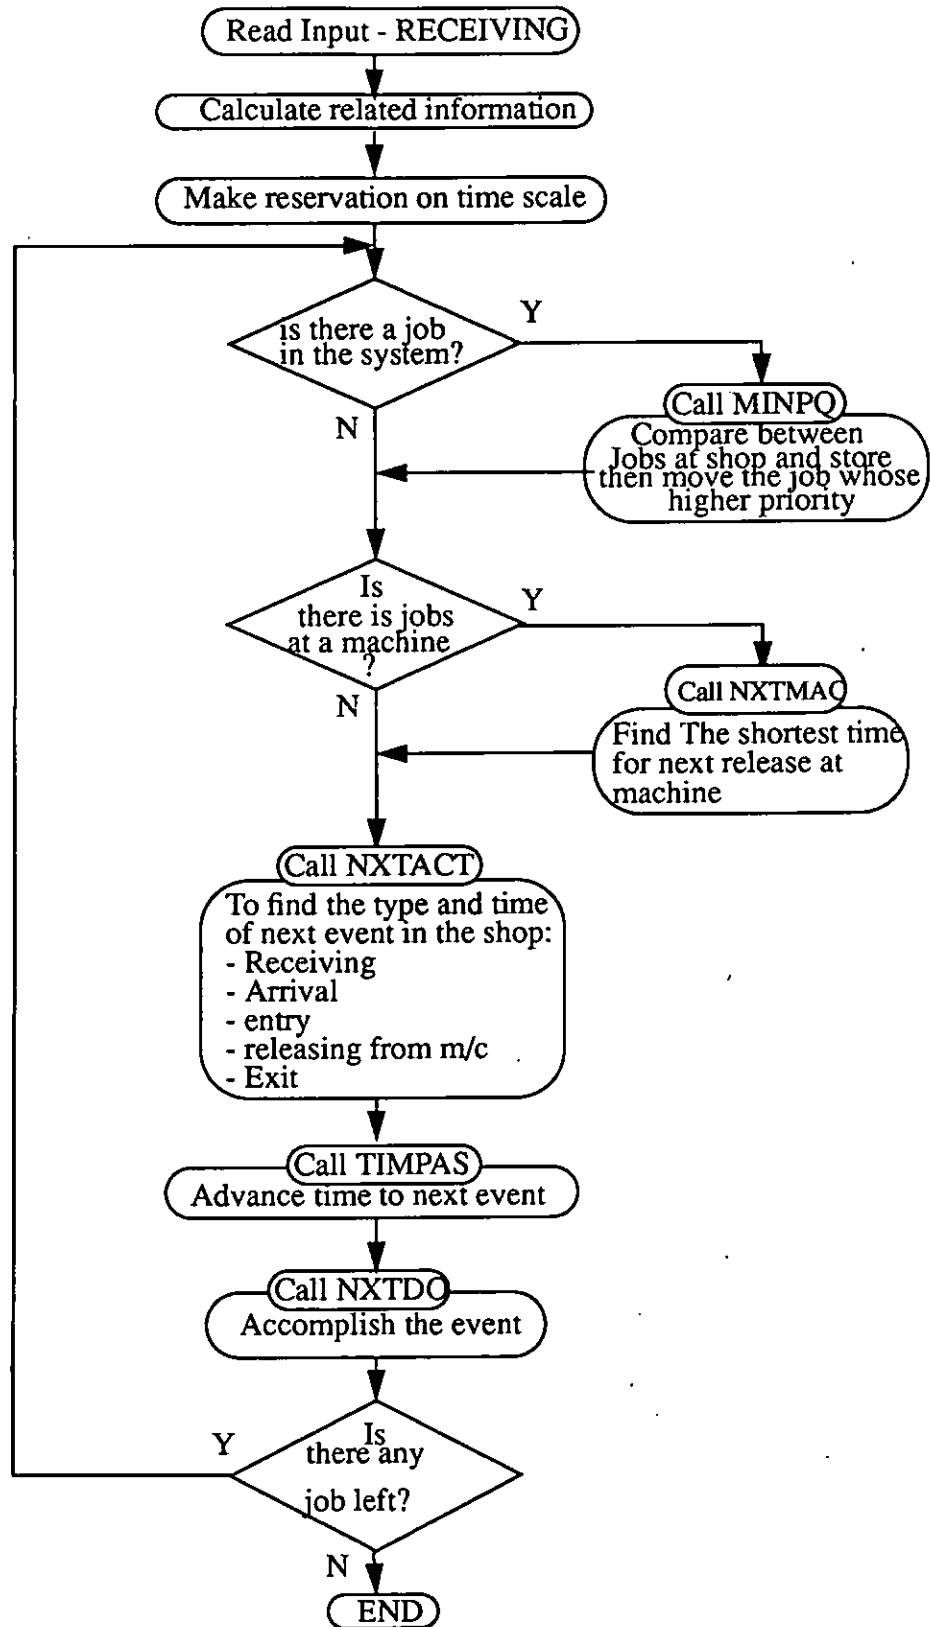 Read Input - RECEIVING
Calculate related information
Make reservation on time scale
is there a job
in the system?
Y
N
Call MINPQ
Compare between
Jobs at shop and store
then move the job whose
higher priority
Is
there is jobs
at a machine
?
Y
N
Call NXTMAC
Find The shortest time
for next release at
machine
Call NXTACT
To find the type and time
of next event in the shop:
- Receiving
- Arrival
- entry
- releasing from m/c
- Exit
Call TIMPAS
Advance time to next event
Call NXTDO
Accomplish the event
Is
there any
job left?
Y
N
END